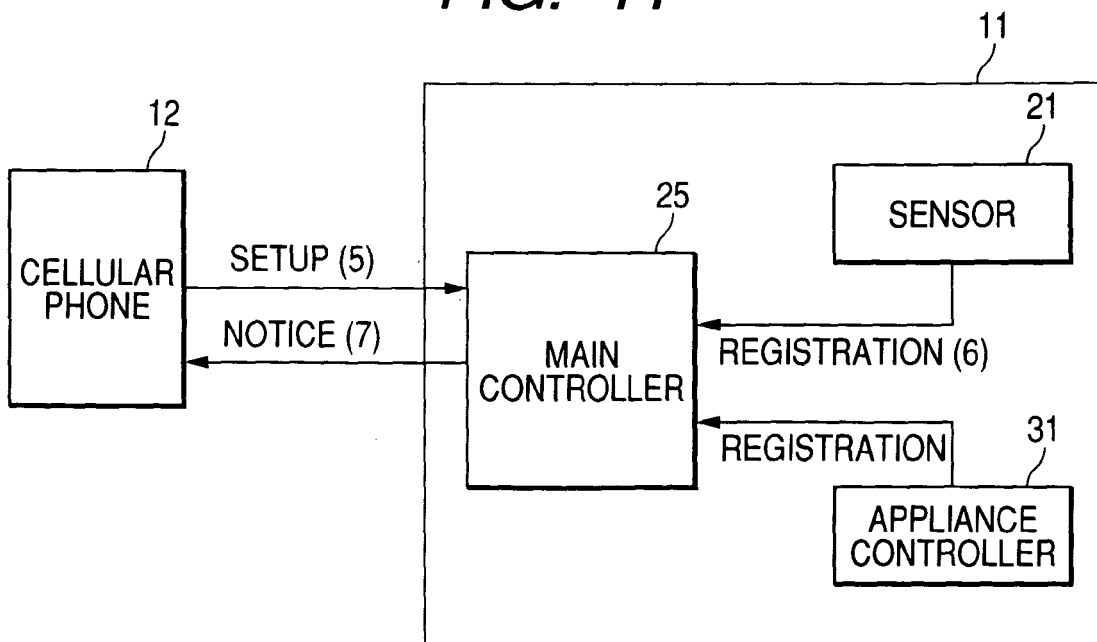 FIG.
11
12
21
25
SENSOR
CELLULAR
PHONE
SETUP (5)
NOTICE (7)
MAIN
CONTROLLER
REGISTRATION (6)
REGISTRATION
31
APPLIANCE
CONTROLLER